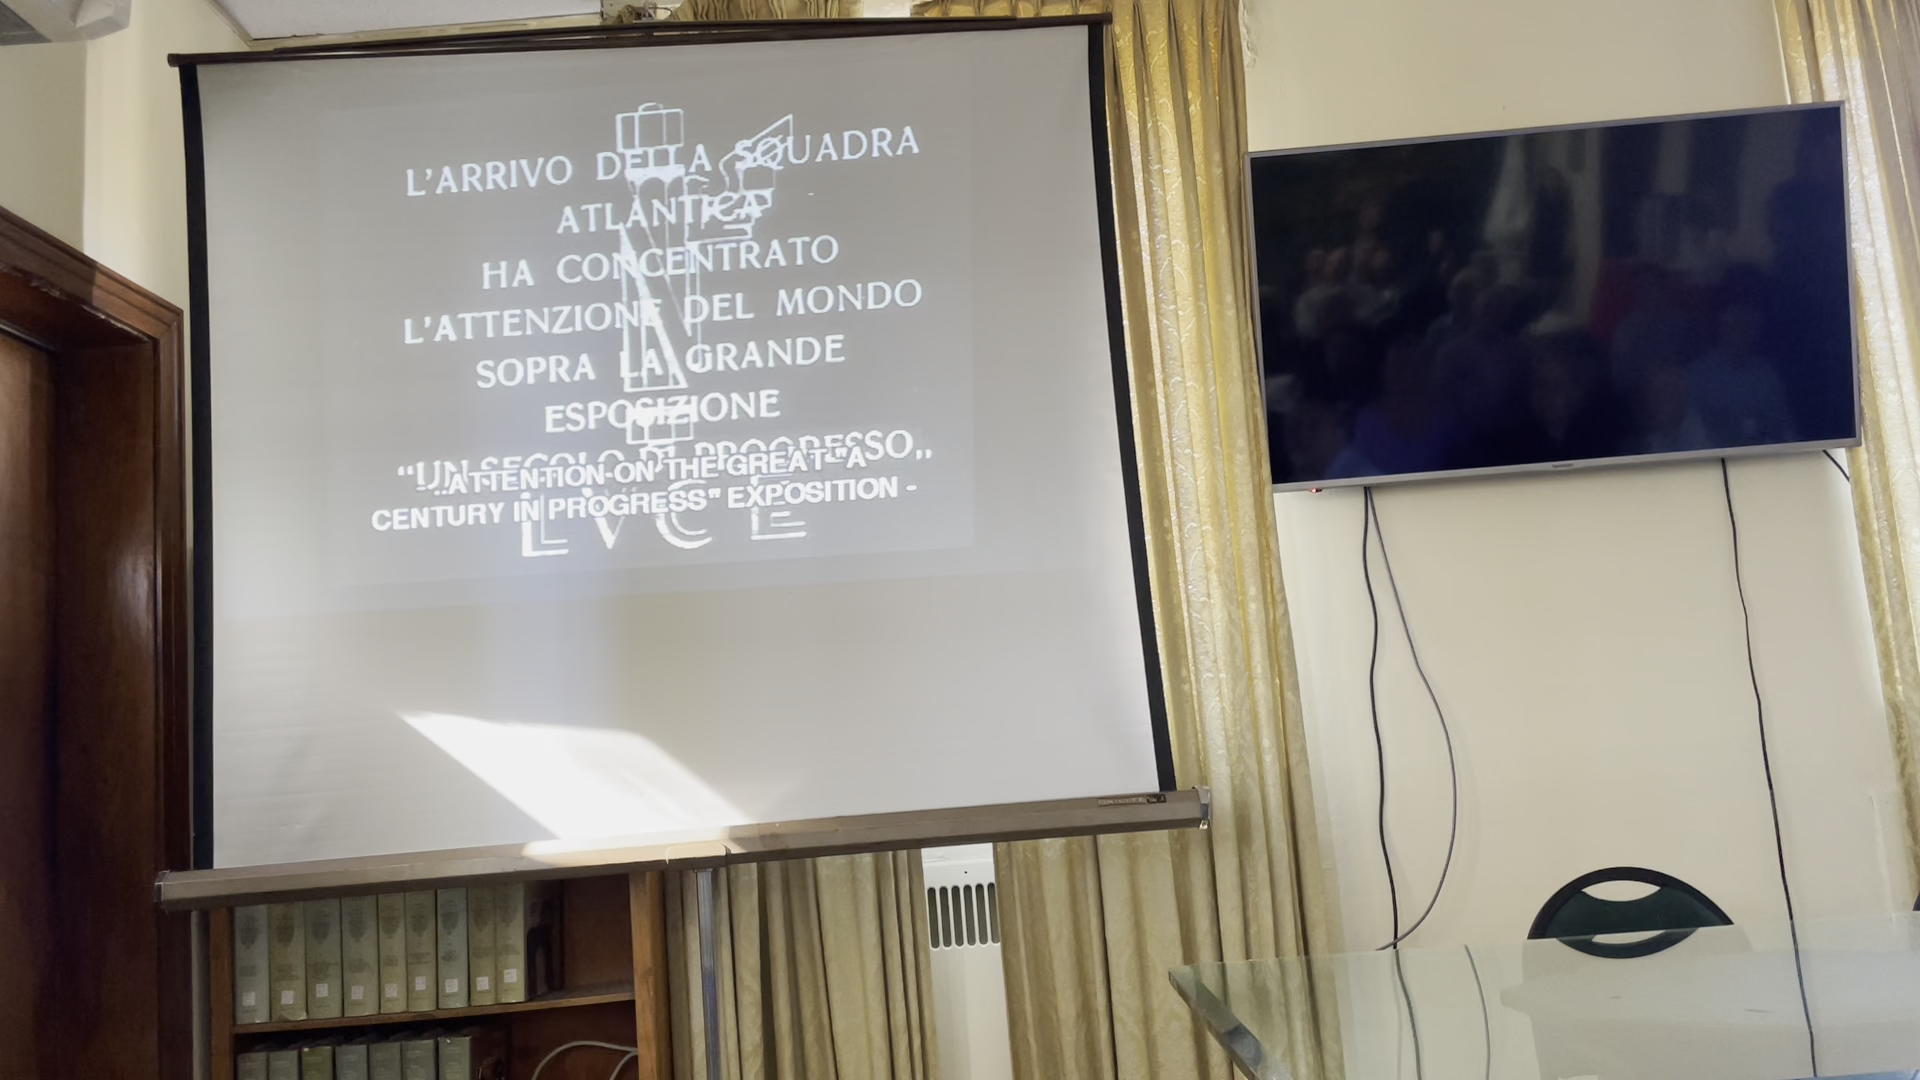 L'ARRIVO DELLA SQUADRA
ATLANTICA
HA CONCENTRATO
L'ATTENZIONE DEL MONDO
SOPRA LA GRANDE
ESPOSIZIONE
“UN SECOLO DI PROGRESSO„
...ATTENTION ON THE GREAT "A
CENTURY IN PROGRESS" EXPOSITION -
LVCE